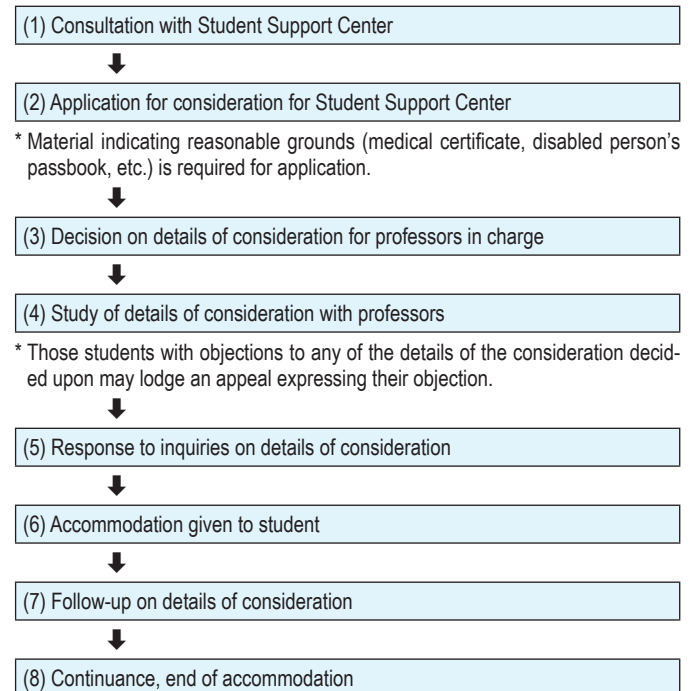 (1) Consultation with Student Support Center
(2) Application for consideration for Student Support Center
* Material indicating reasonable grounds (medical certificate, disabled person's
passbook, etc.) is required for application.
(3) Decision on details of consideration for professors in charge
(4) Study of details of consideration with professors
* Those students with objections to any of the details of the consideration decid-
ed upon may lodge an appeal expressing their objection.
(5) Response to inquiries on details of consideration
(6) Accommodation given to student
(7) Follow-up on details of consideration
(8) Continuance, end of accommodation